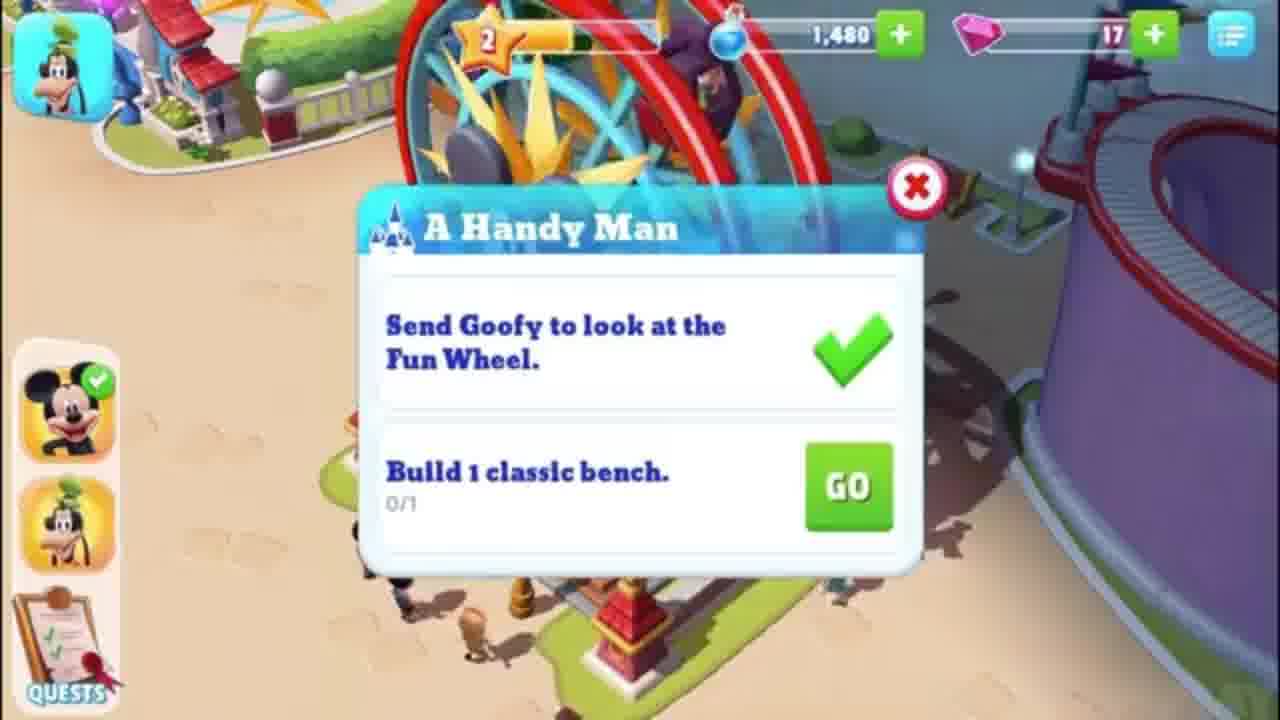 2
1,480
17
A Handy Man
Send Goofy to look at the
Fun Wheel.
Build 1 classic bench.
0/1
GO
QUESTS